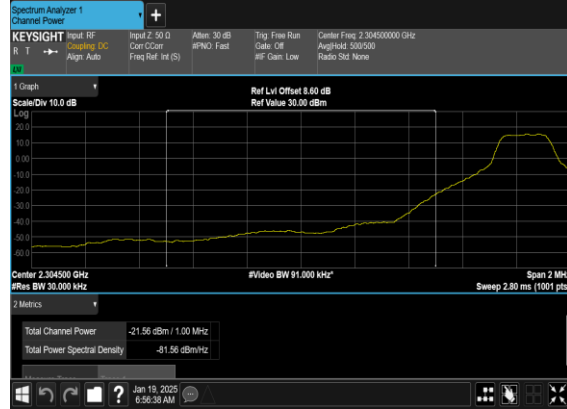 Spectrum Analyzer 1
Channel Power
+
KEYSIGHT Input: RF Input Z: 50 Ω Atten: 30 dB Trig: Free Run Center Freq: 2.304500000 GHz
R T Coupling: DC Corr CCorr #PNO: Fast Gate: Off Avg|Hold: 500/500
Align: Auto Freq Ref: Int (S) #IF Gain: Low Radio Std: None
1 Graph
Ref Lvl Offset 8.60 dB
Scale/Div 10.0 dB Ref Value 30.00 dBm
Log
20.0
10.0
0.00
-10.0
-20.0
-30.0
-40.0
-50.0
-60.0
Center 2.304500 GHz #Video BW 91.000 kHz* Span 2 MH
#Res BW 30.000 kHz Sweep 2.80 ms (1001 pts
2 Metrics
Total Channel Power -21.56 dBm / 1.00 MHz
Total Power Spectral Density -81.56 dBm/Hz
?
Jan 19, 2025
6:56:38 AM